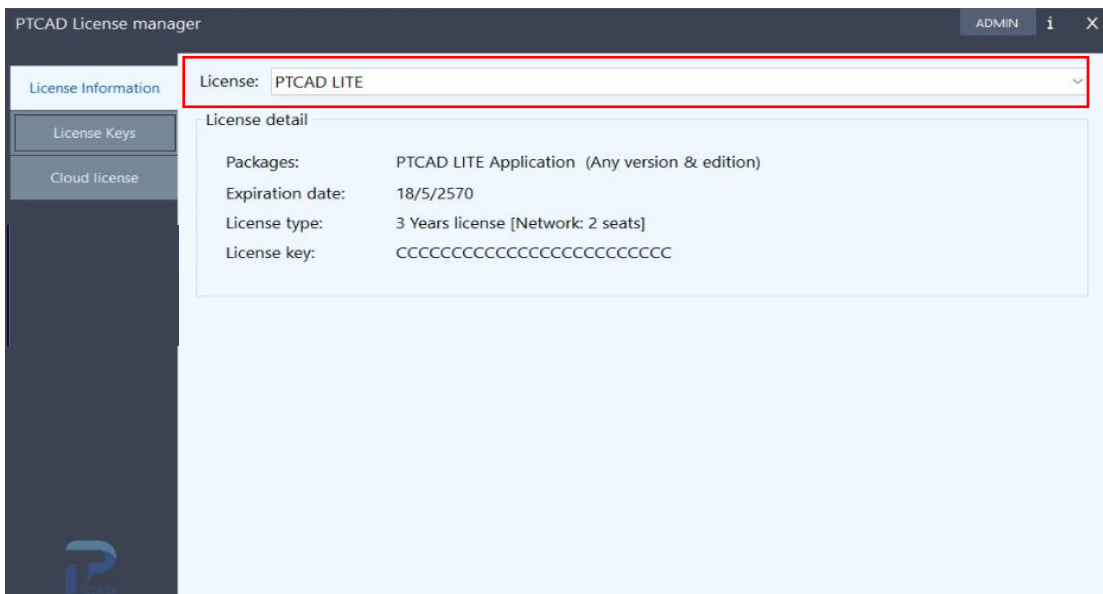 PTCAD License manager
ADMIN i X
License Information
License Keys
Cloud license
License: PTCAD LITE
License detail
Packages: PTCAD LITE Application (Any version & edition)
Expiration date: 18/5/2570
License type: 3 Years license [Network: 2 seats]
License key: CCCCCCCCCCCCCCCCCCCCCCCCC